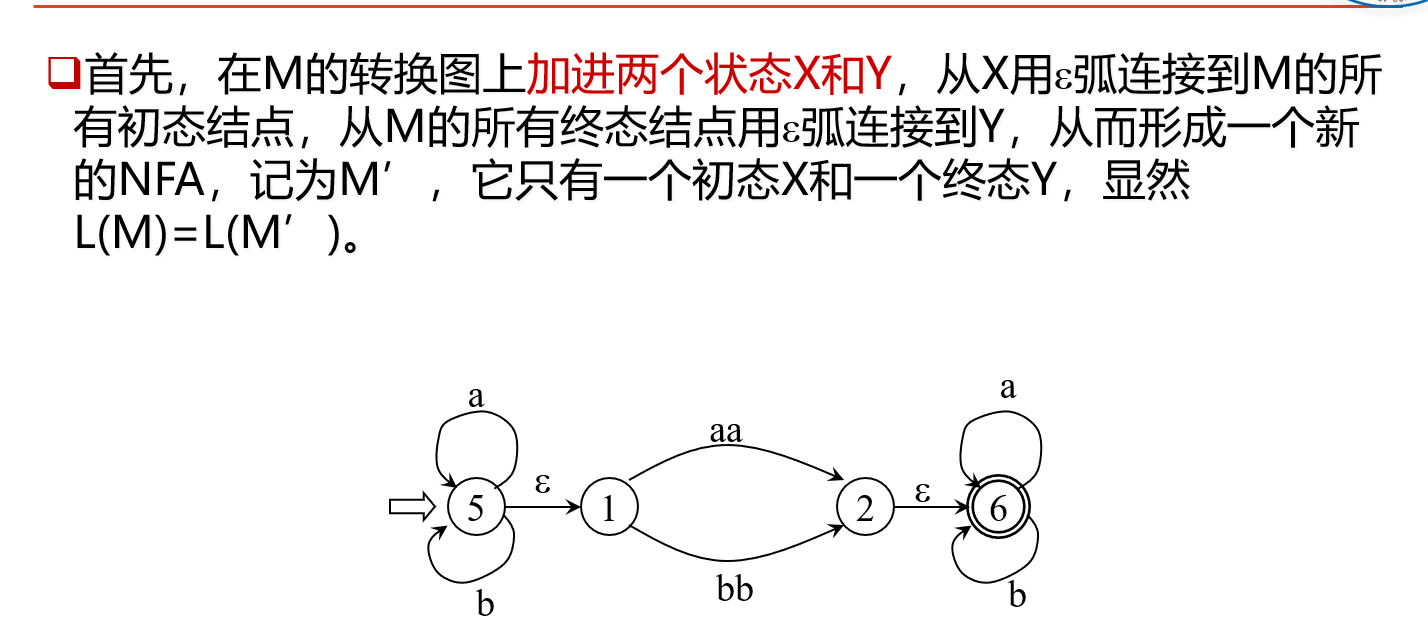 首先，在M的转换图上加进两个状态X和Y，从X用ε弧连接到M的所
有初态结点，从M的所有终态结点用ε弧连接到Y，从而形成一个新
的NFA，记为M′，它只有一个初态X和一个终态Y，显然
L(M)=L(M′)。
a
a
aa
ε
ε
5
1
2
6
bb
b
b